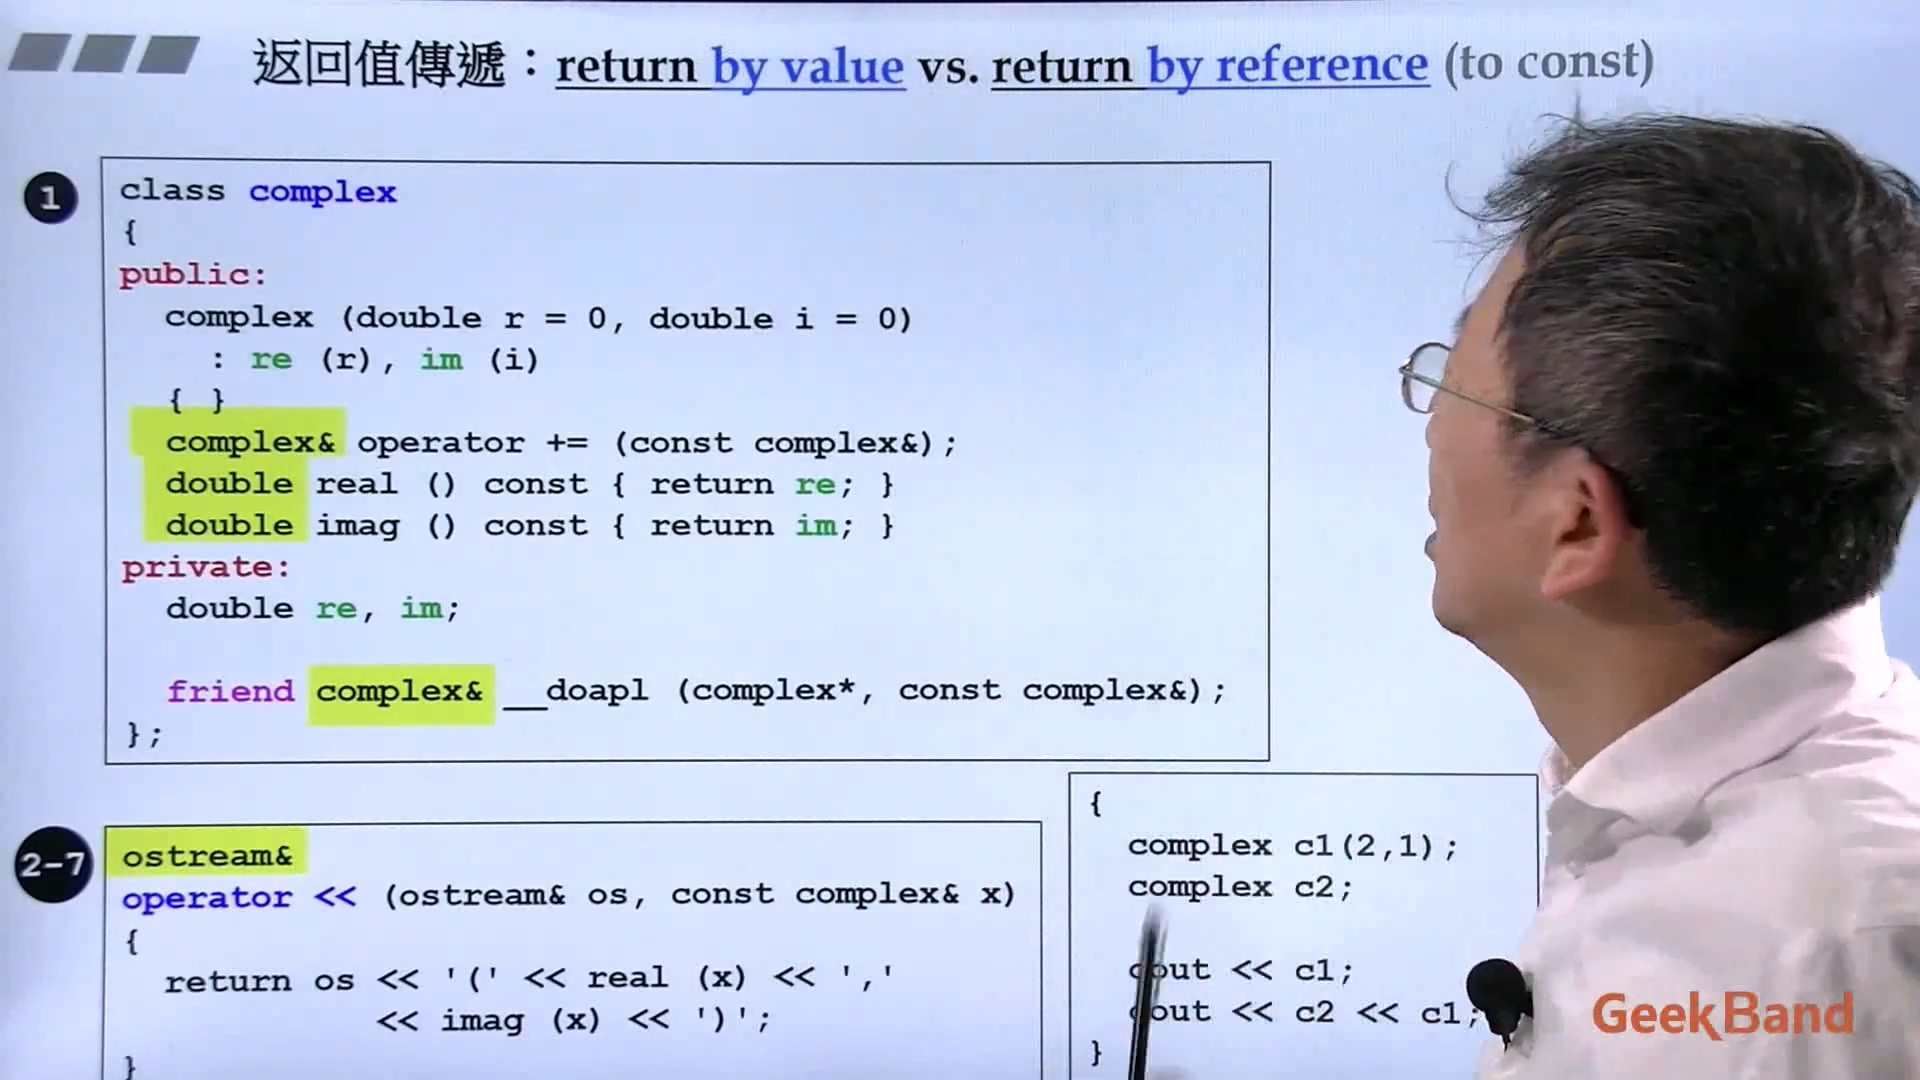 返回值傳遞：return by value vs. return by reference (to const)
1
class complex
{
public:
complex (double r = 0, double i = 0)
: re (r), im (i)
{ }
complex& operator += (const complex&);
double real () const { return re; }
double imag () const { return im; }
private:
double re, im;
friend complex& __doapl (complex*, const complex&);
};
2-7
ostream&
operator << (ostream& os, const complex& x)
{
return os << '(' << real (x) << ','
<< imag (x) << ')';
}
{
complex c1(2,1);
complex c2;
cout << c1;
cout << c2 << c1;
}
GeekBand